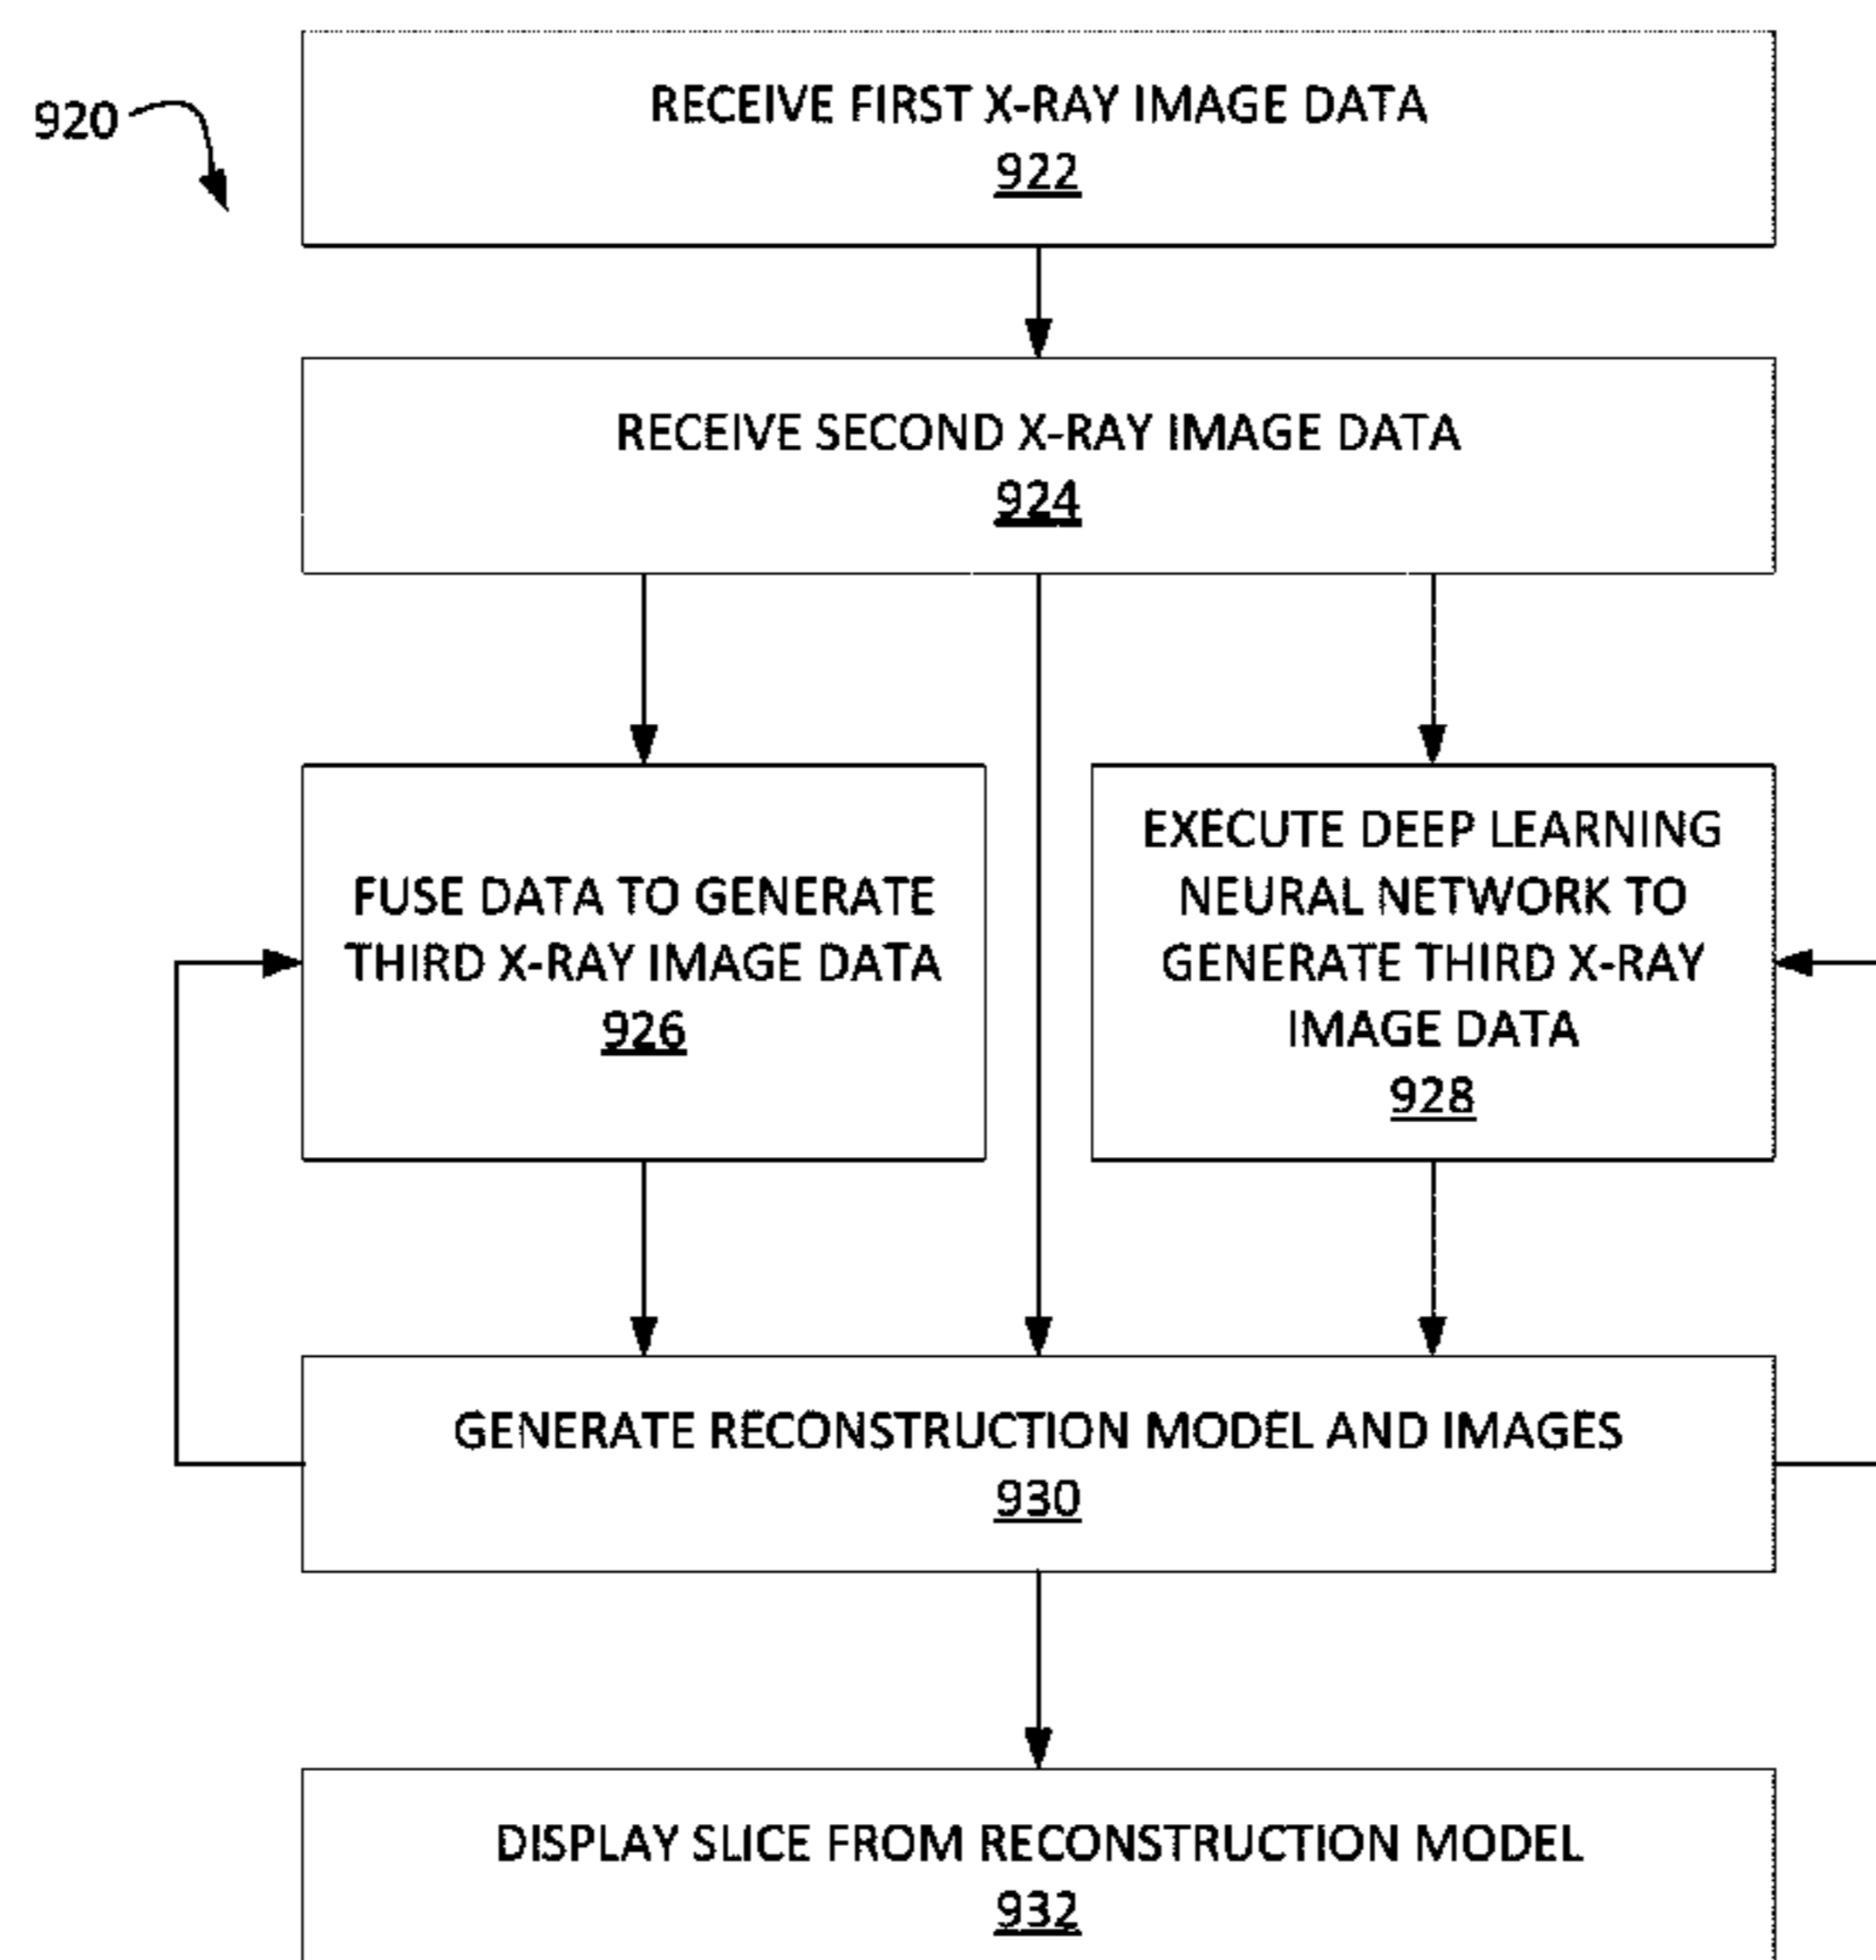 920
RECEIVE FIRST X-RAY IMAGE DATA
922
RECEIVE SECOND X-RAY IMAGE DATA
924
FUSE DATA TO GENERATE
THIRD X-RAY IMAGE DATA
926
EXECUTE DEEP LEARNING
NEURAL NETWORK TO
GENERATE THIRD X-RAY
IMAGE DATA
928
GENERATE RECONSTRUCTION MODEL AND IMAGES
930
DISPLAY SLICE FROM RECONSTRUCTION MODEL
932